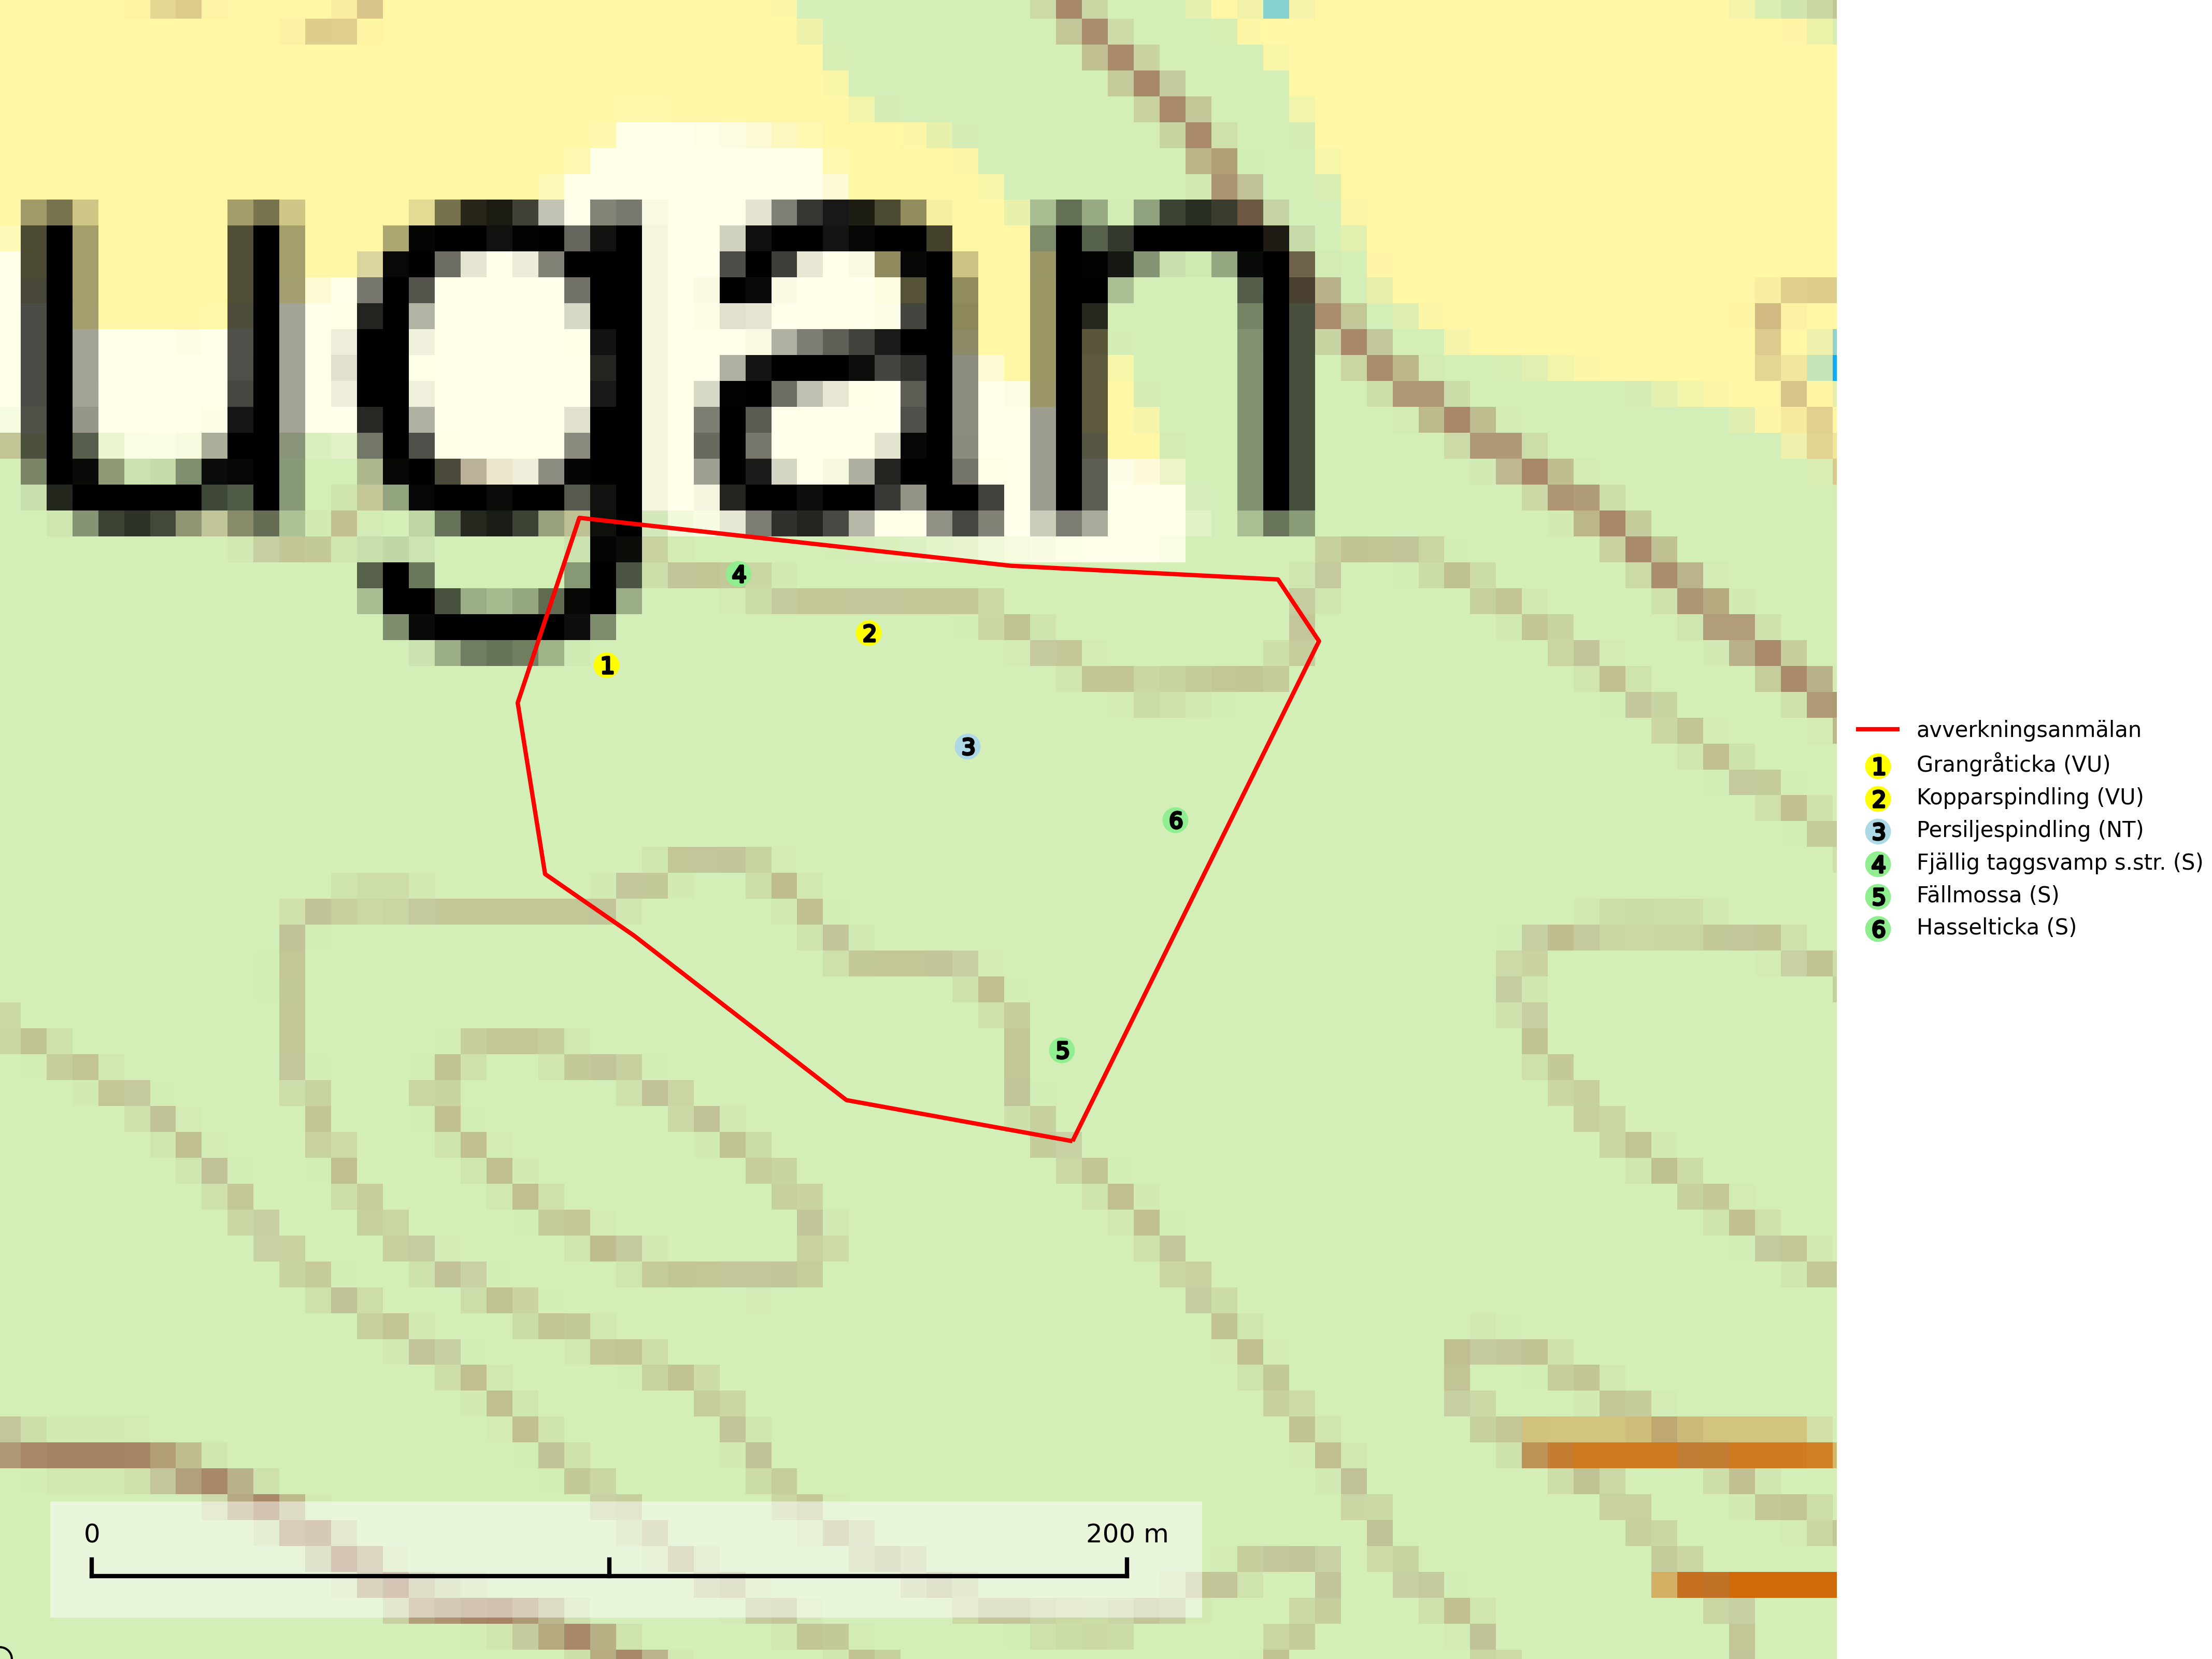 ugan
4
2
1
3
6
5
avverkningsanmälan
1 Grangråticka (VU)
2 Kopparspindling (VU)
3 Persiljespindling (NT)
4 Fjällig taggsvamp s.str. (S)
5 Fällmossa (S)
6 Hasselticka (S)
0 200 m